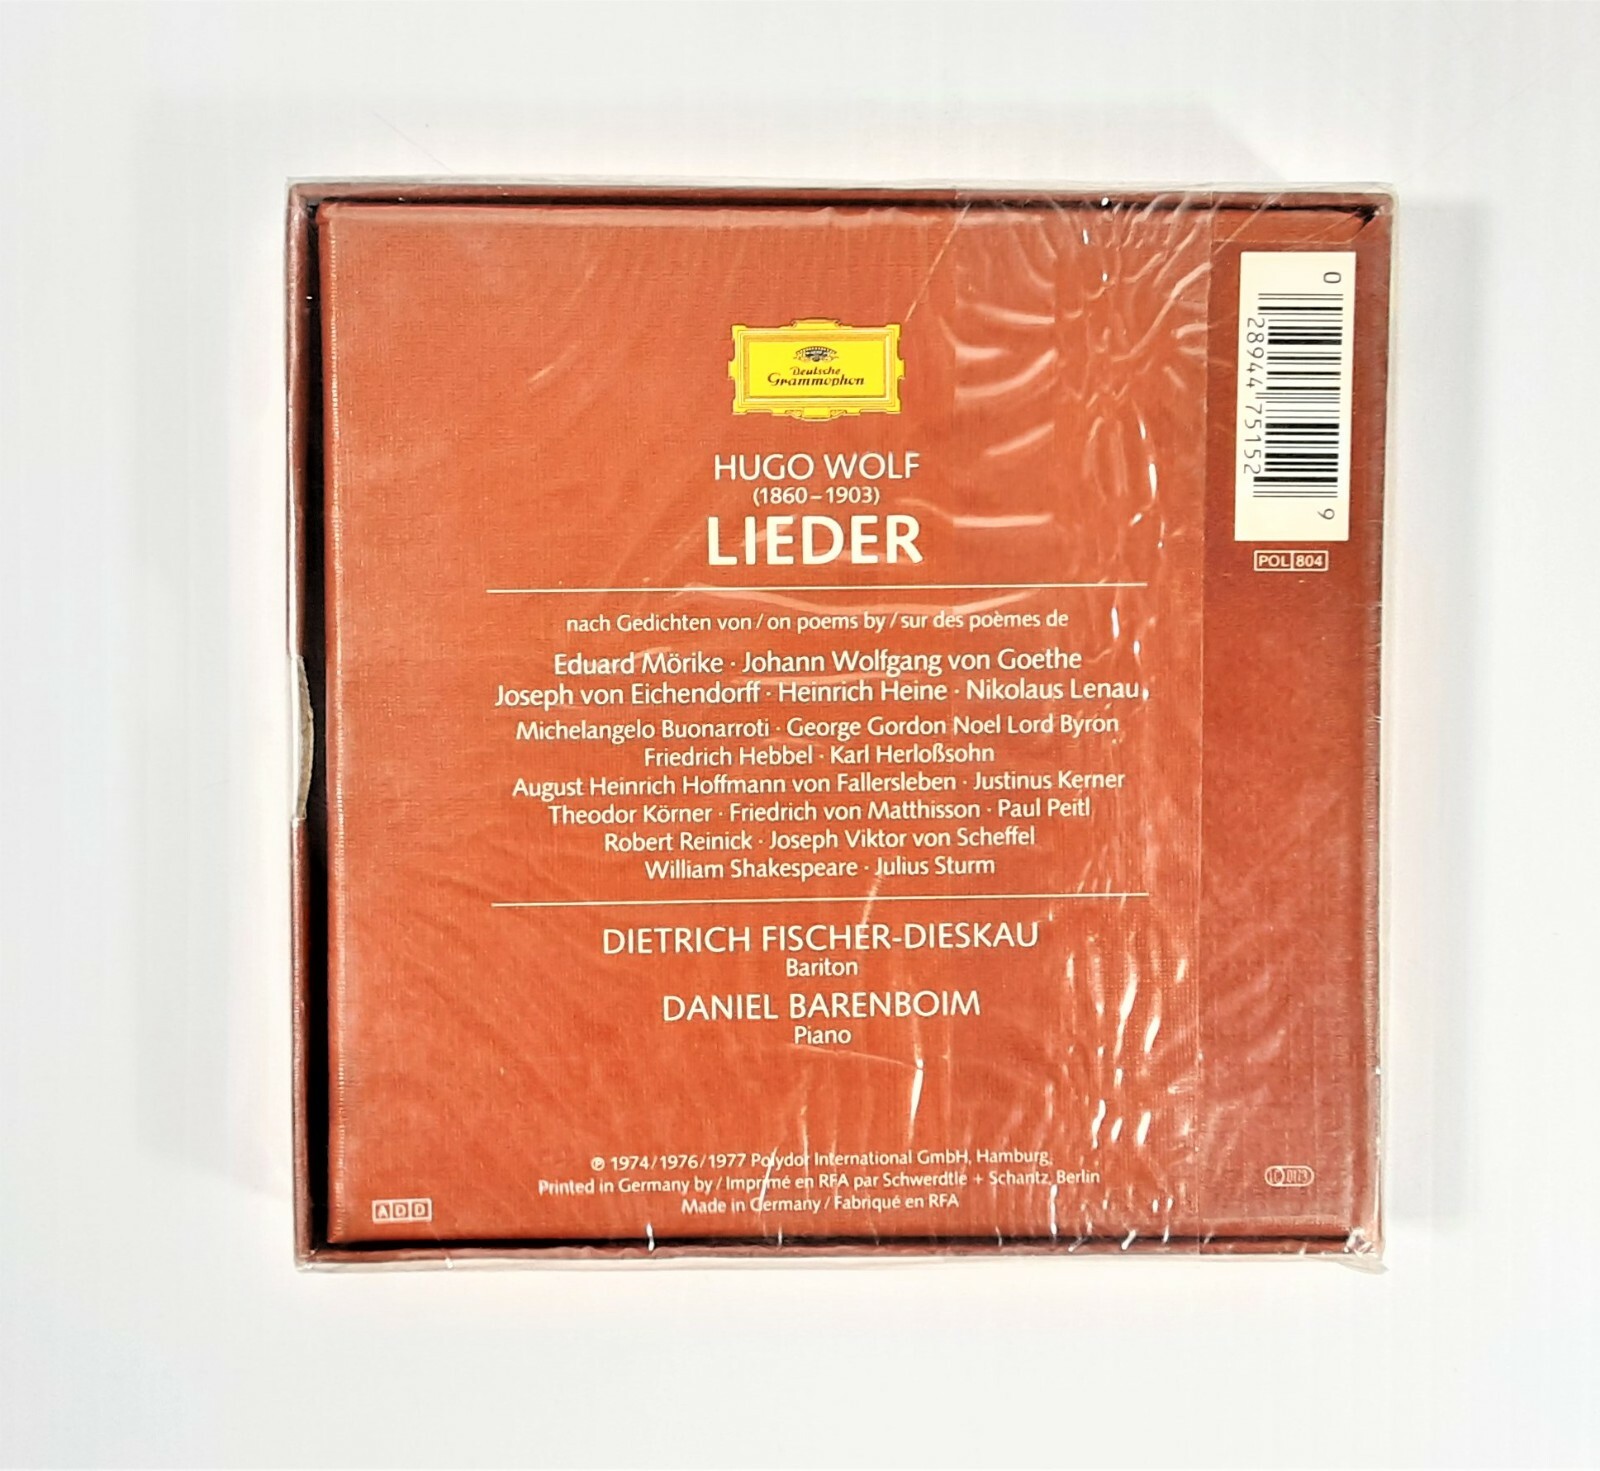 Deutsche
Grammophon
HUGO WOLF
(1860–1903)
LIEDER
nach Gedichten von / on poems by / sur des poèmes de
Eduard Mörike · Johann Wolfgang von Goethe
Joseph von Eichendorff · Heinrich Heine · Nikolaus Lenau
Michelangelo Buonarroti · George Gordon Noel Lord Byron
Friedrich Hebbel · Karl Herloßsohn
August Heinrich Hoffmann von Fallersleben · Justinus Kerner
Theodor Körner · Friedrich von Matthisson · Paul Peitl
Robert Reinick · Joseph Viktor von Scheffel
William Shakespeare · Julius Sturm
DIETRICH FISCHER-DIESKAU
Bariton
DANIEL BARENBOIM
Piano
℗ 1974/1976/1977 Polydor International GmbH, Hamburg
Printed in Germany by / Imprimé en RFA par Schwerdtle + Schantz, Berlin
Made in Germany / Fabriqué en RFA
ADD
0 28944 75152 9
POL 804